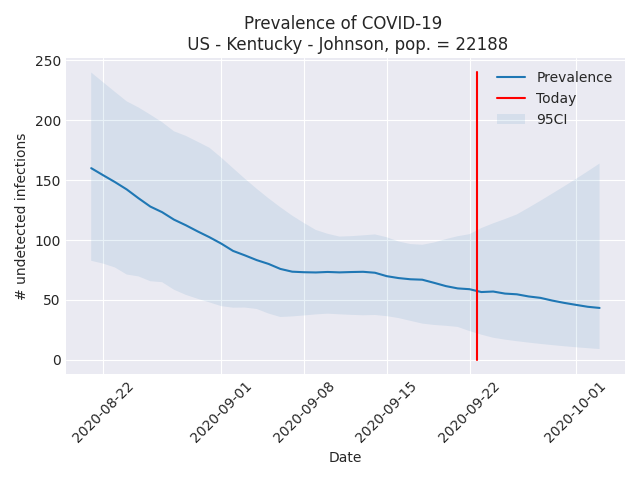 Prevalence of COVID-19
US - Kentucky - Johnson, pop. = 22188
250
200
150
100
50
0
# undetected infections
Prevalence
Today
95CI
2020-08-22
2020-09-01
2020-09-08
2020-09-15
2020-09-22
2020-10-01
Date